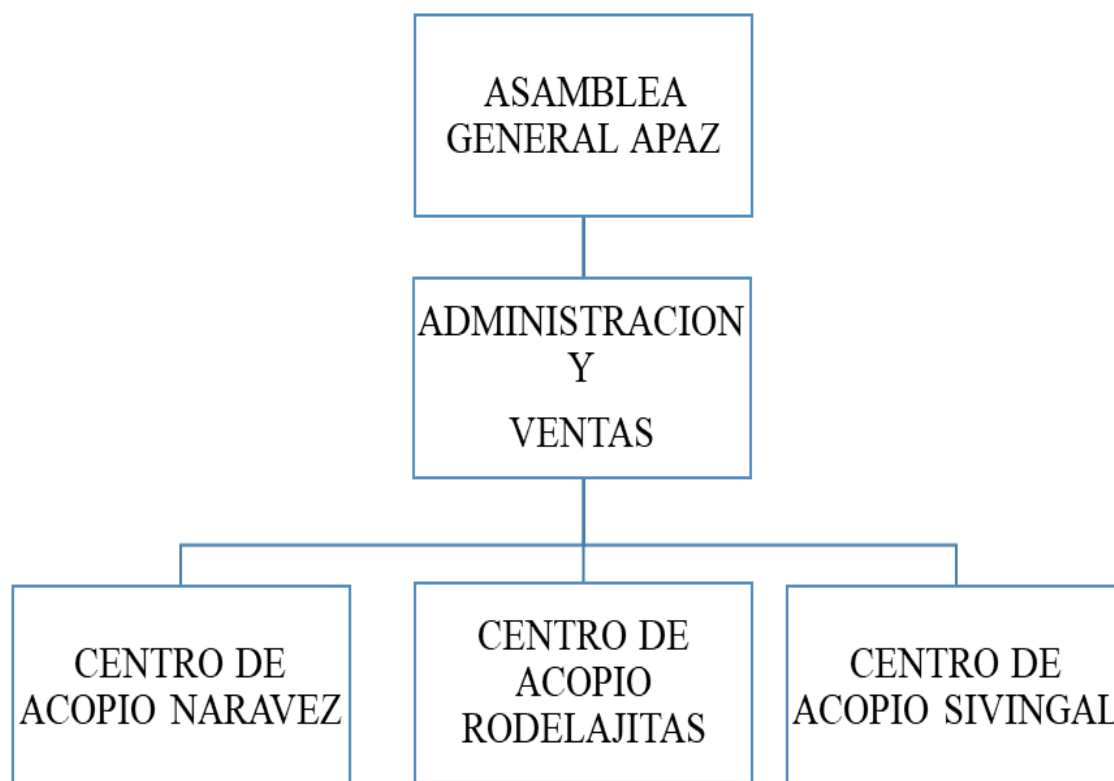 ASAMBLEA
GENERAL APAZ
ADMINISTRACION
Y
VENTAS
CENTRO DE
ACOPIO NARAVEZ
CENTRO DE
ACOPIO
RODELAJITAS
CENTRO DE
ACOPIO SIVINGAL